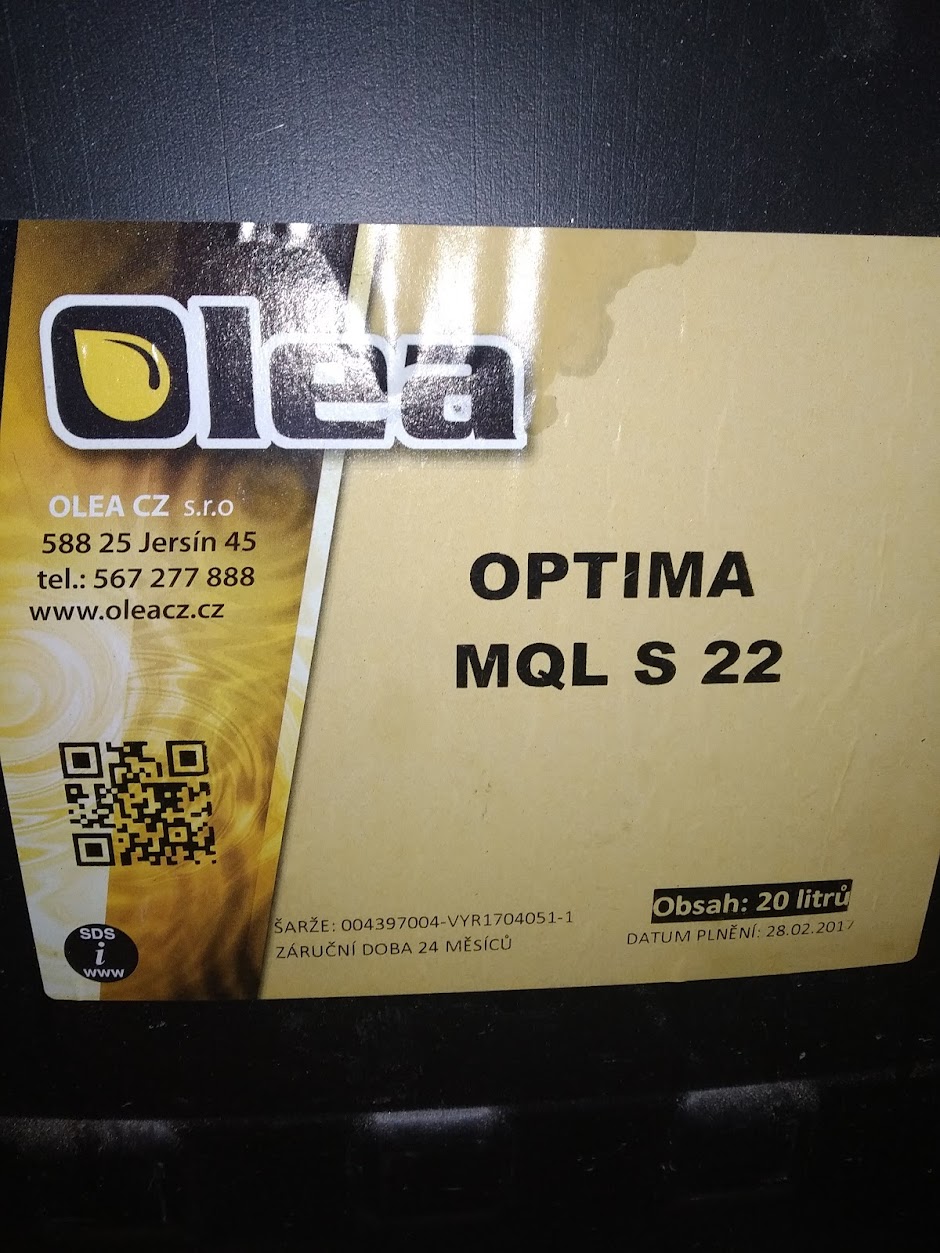 Olea
OLEA CZ s.r.o
588 25 Jersín 45
tel.: 567 277 888
www.oleacz.cz
OPTIMA
MQL S 22
SDS
i
www
ŠARŽE: 004397004-VYR1704051-1
ZÁRUČNÍ DOBA 24 MĚSÍCŮ
Obsah: 20 litrů
DATUM PLNĚNÍ: 28.02.2017